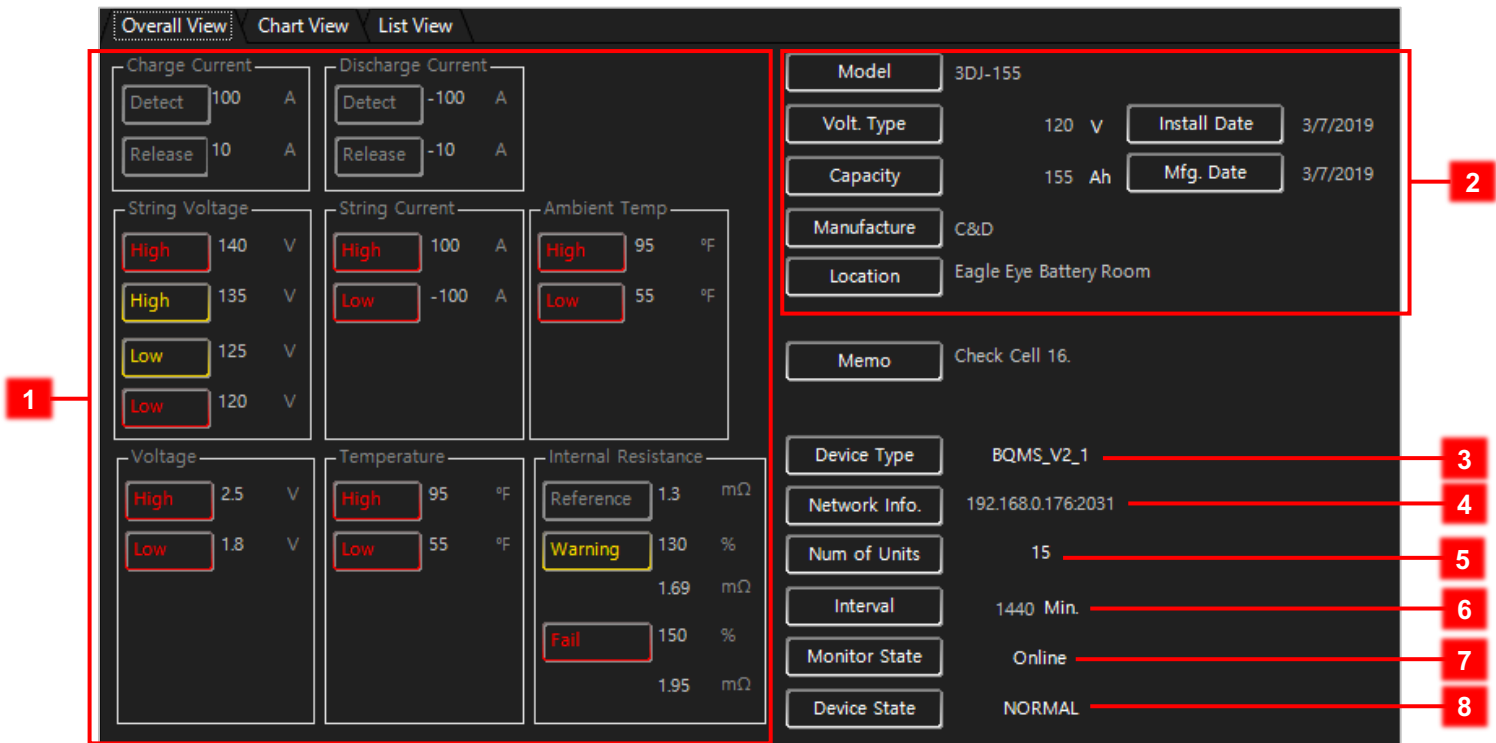 Overall View Chart View List View
Charge Current
Detect 100 A
Release 10 A
Discharge Current
Detect -100 A
Release -10 A
String Voltage
High 140 V
High 135 V
Low 125 V
Low 120 V
String Current
High 100 A
Low -100 A
Ambient Temp
High 95 ºF
Low 55 ºF
Voltage
High 2.5 V
Low 1.8 V
Temperature
High 95 ºF
Low 55 ºF
Internal Resistance
Reference 1.3 mΩ
Warning 130 %
1.69 mΩ
Fail 150 %
1.95 mΩ
1
Model 3DJ-155
Volt. Type 120 V Install Date 3/7/2019
Capacity 155 Ah Mfg. Date 3/7/2019
Manufacture C&D
Location Eagle Eye Battery Room
2
Memo Check Cell 16.
Device Type BQMS_V2_1 3
Network Info. 192.168.0.176:2031 4
Num of Units 15 5
Interval 1440 Min. 6
Monitor State Online 7
Device State NORMAL 8